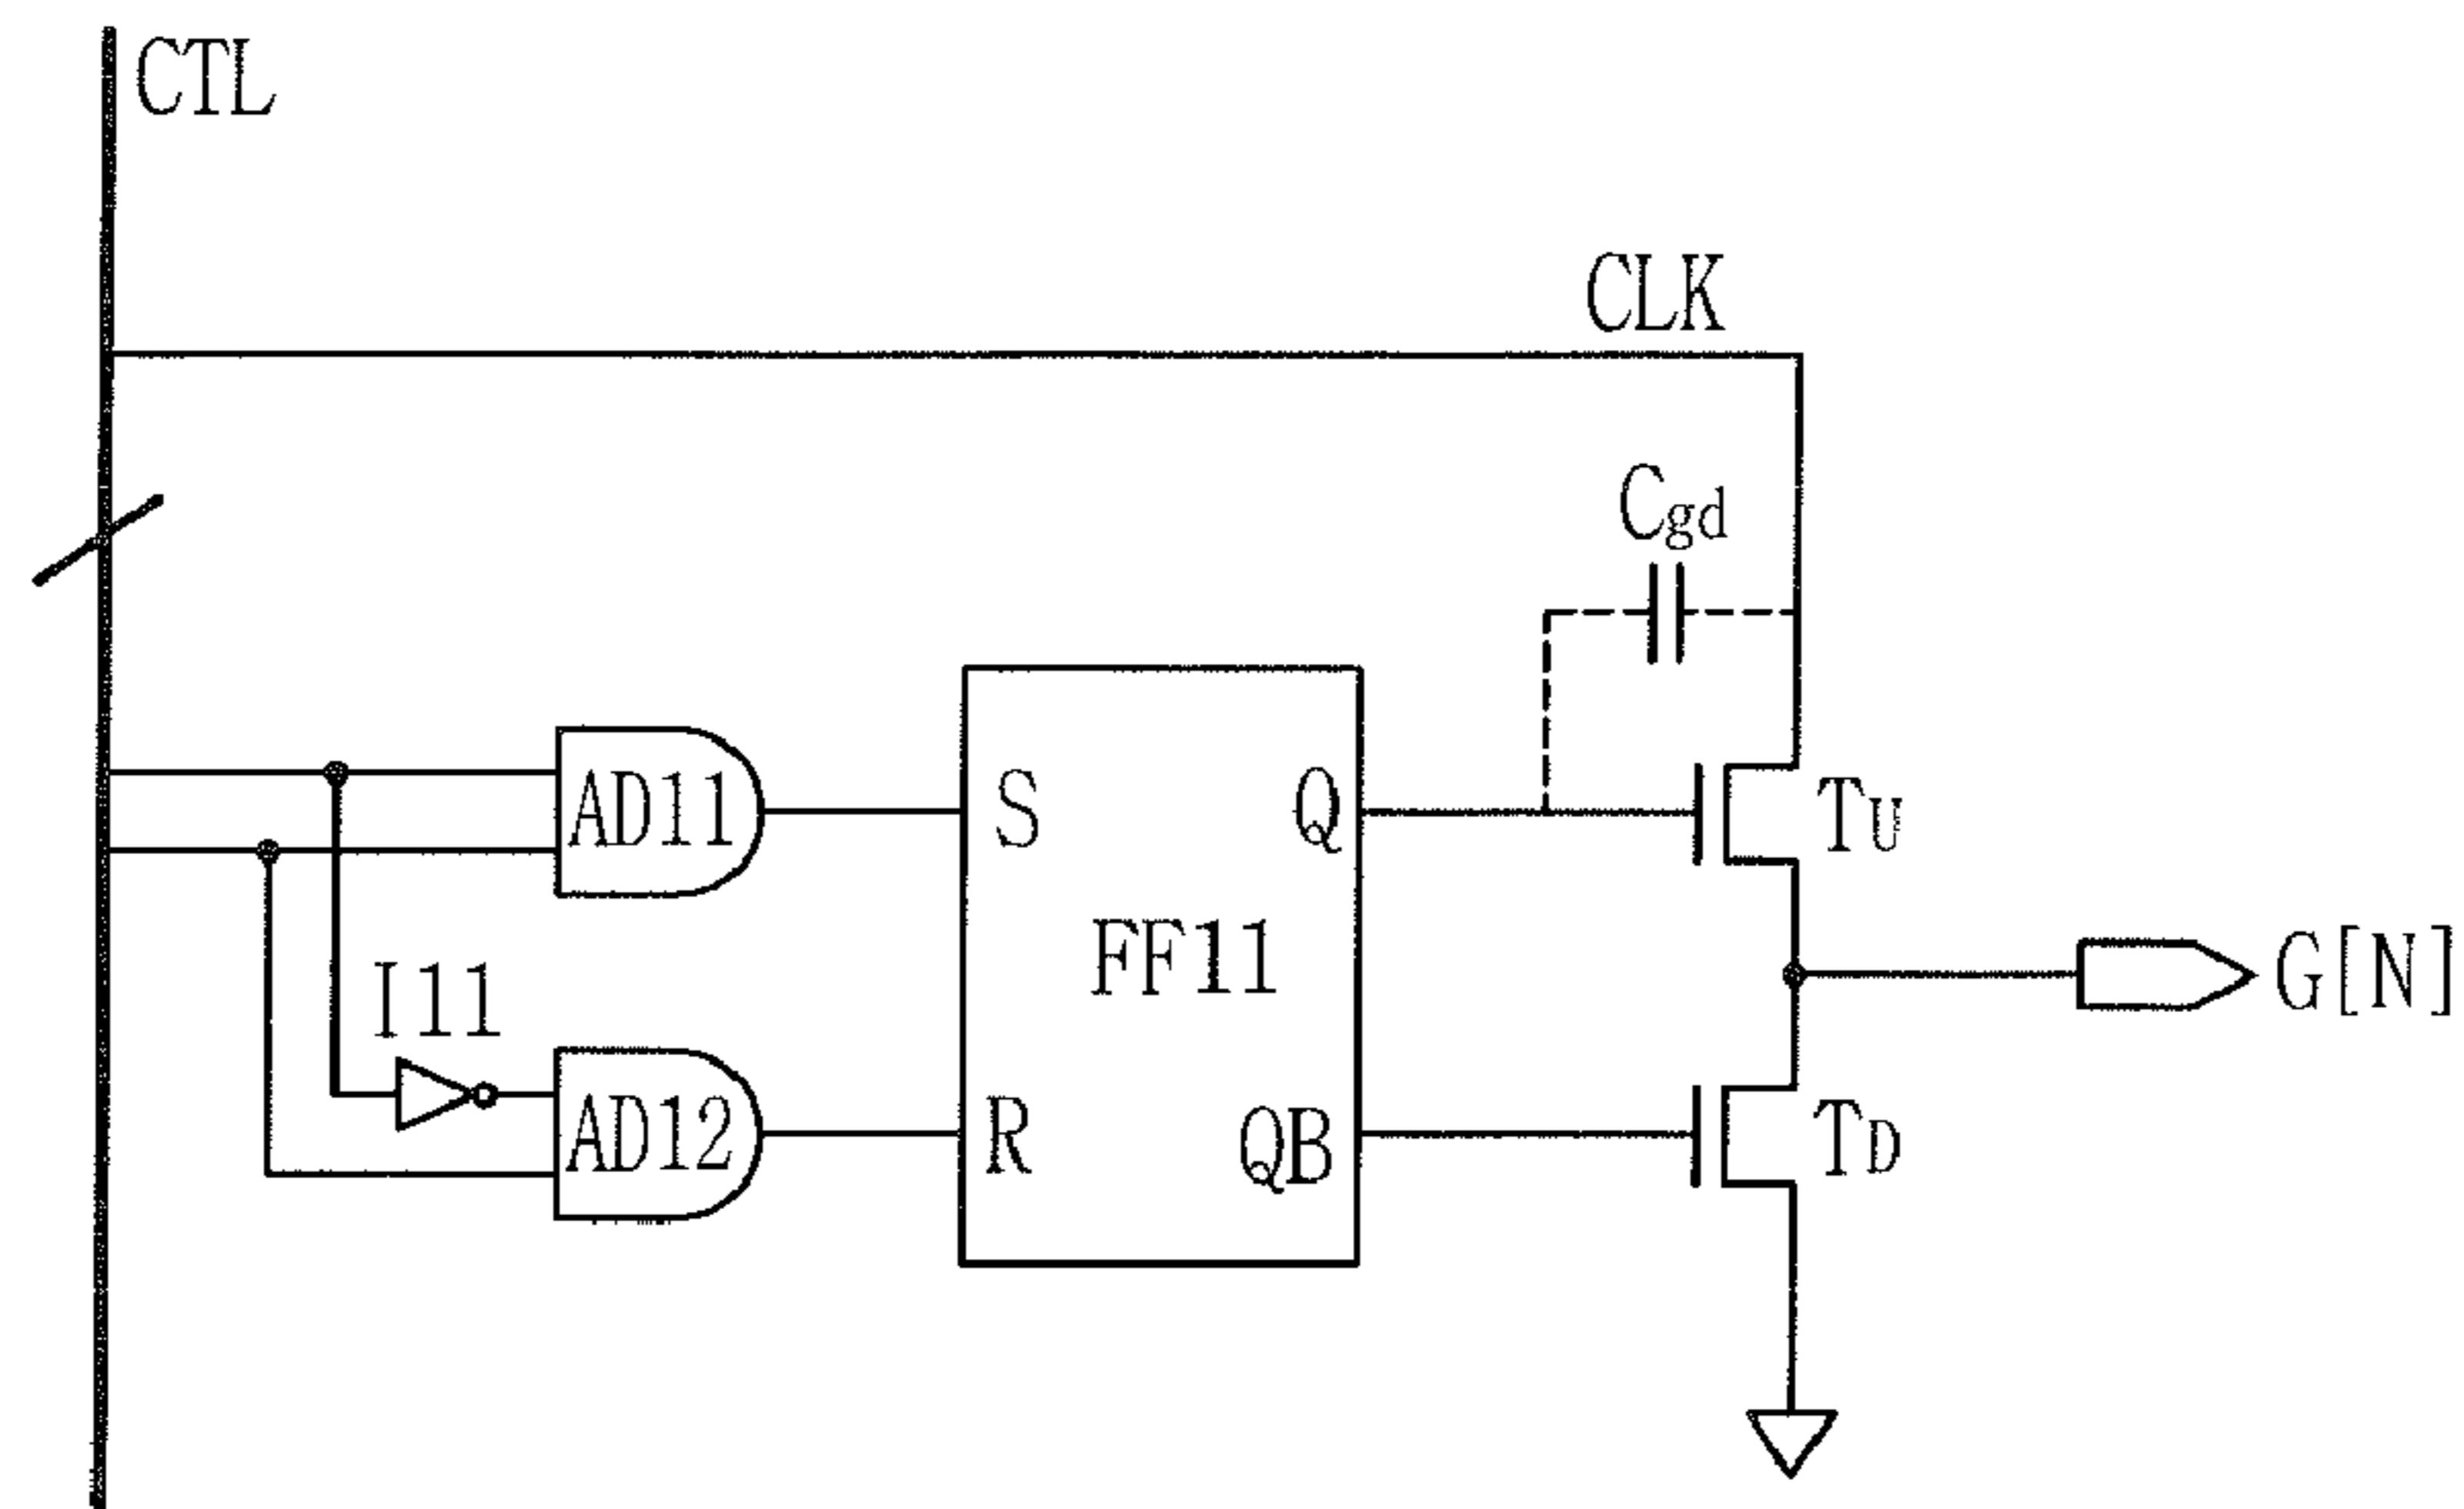 CTL
CLK
Cgd
AD11
S
Q
TU
FF11
G[N]
I11
AD12
R
QB
TD